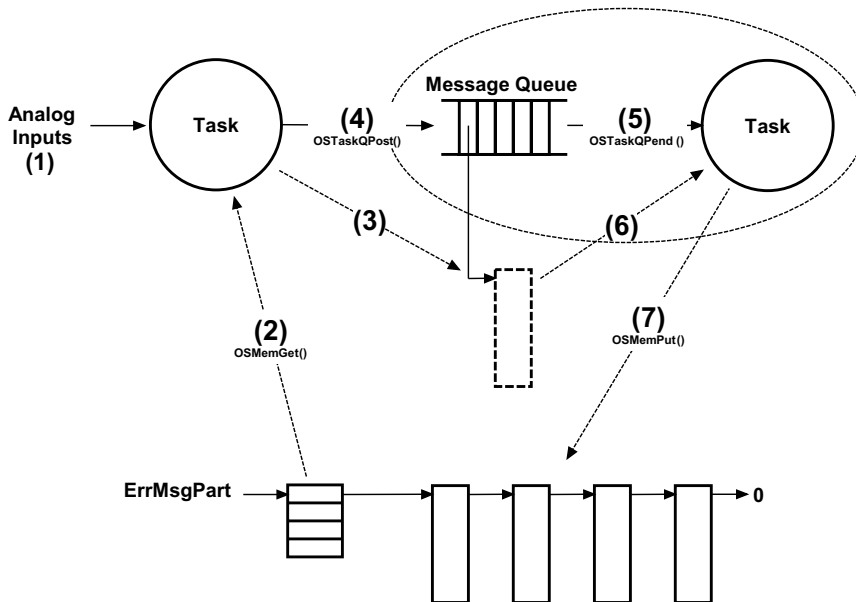 Message Queue
Analog
Inputs
(1)
Task
(4)
OSTaskQPost()
(5)
OSTaskQPend ()
Task
(3)
(6)
(2)
OSMemGet()
(7)
OSMemPut()
ErrMsgPart
0